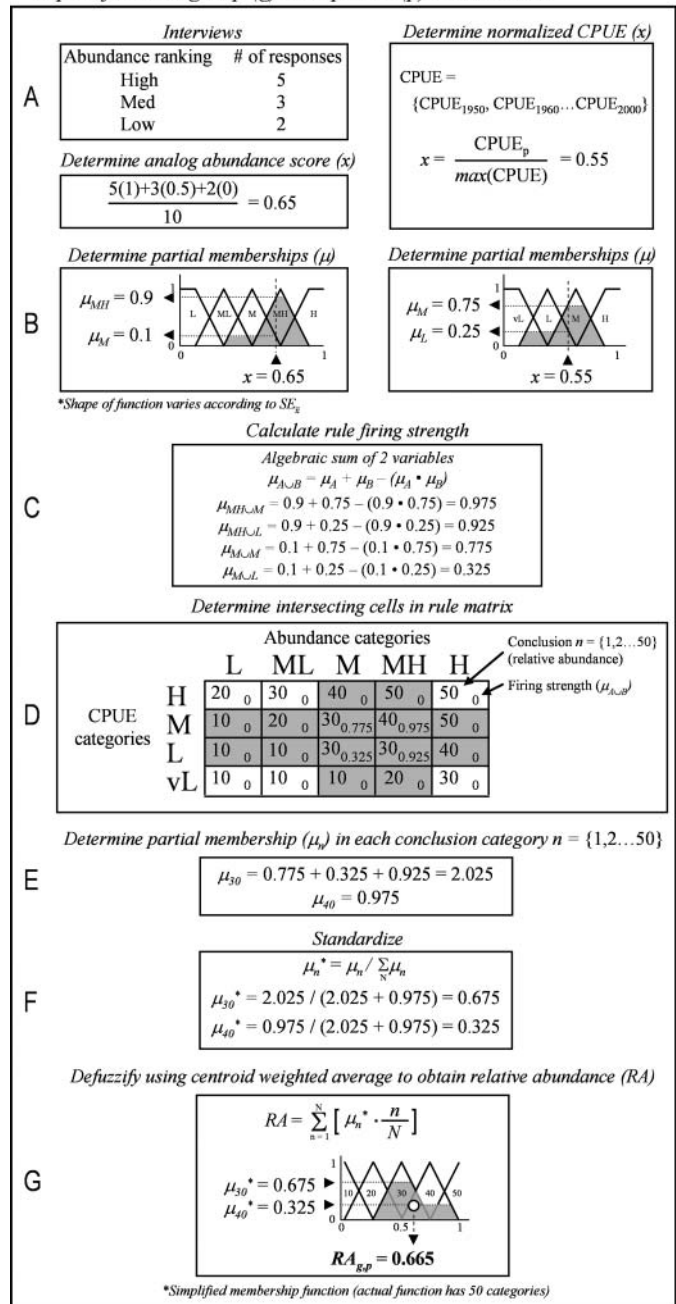 Interviews
Abundance ranking # of responses
High 5
Med 3
Low 2
Determine analog abundance score (x)
5(1)+3(0.5)+2(0)
10
= 0.65
Determine normalized CPUE (x)
CPUE =
{CPUE1950, CPUE1960…CPUE2000}
x = CPUEp / max(CPUE) = 0.55
A
Determine partial memberships (μ)
μMH = 0.9
μM = 0.1
1
L ML M MH H
0
0 1
x = 0.65
*Shape of function varies according to SEg
Determine partial memberships (μ)
μM = 0.75
μL = 0.25
1
vL L M H
0
0 1
x = 0.55
B
Calculate rule firing strength
Algebraic sum of 2 variables
μA∪B = μA + μB – (μA • μB)
μMH∪M = 0.9 + 0.75 – (0.9 • 0.75) = 0.975
μMH∪L = 0.9 + 0.25 – (0.9 • 0.25) = 0.925
μM∪M = 0.1 + 0.75 – (0.1 • 0.75) = 0.775
μM∪L = 0.1 + 0.25 – (0.1 • 0.25) = 0.325
C
Determine intersecting cells in rule matrix
Abundance categories
L ML M MH H
CPUE categories
H 20 0 30 0 40 0 50 0 50 0
M 10 0 20 0 30 0.775 40 0.975 50 0
L 10 0 10 0 30 0.325 30 0.925 40 0
vL 10 0 10 0 10 0 20 0 30 0
Conclusion n = {1,2…50}
(relative abundance)
Firing strength (μA∪B)
D
Determine partial membership (μn) in each conclusion category n = {1,2…50}
μ30 = 0.775 + 0.325 + 0.925 = 2.025
μ40 = 0.975
E
Standardize
μn* = μn / ΣN μn
μ30* = 2.025 / (2.025 + 0.975) = 0.675
μ40* = 0.975 / (2.025 + 0.975) = 0.325
F
Defuzzify using centroid weighted average to obtain relative abundance (RA)
RA = Σ N n = 1 [ μn* · n/N ]
μ30* = 0.675
μ40* = 0.325
1
10 20 30 40 50
0
0 0.5 1
RAg,p = 0.665
G
*Simplified membership function (actual function has 50 categories)